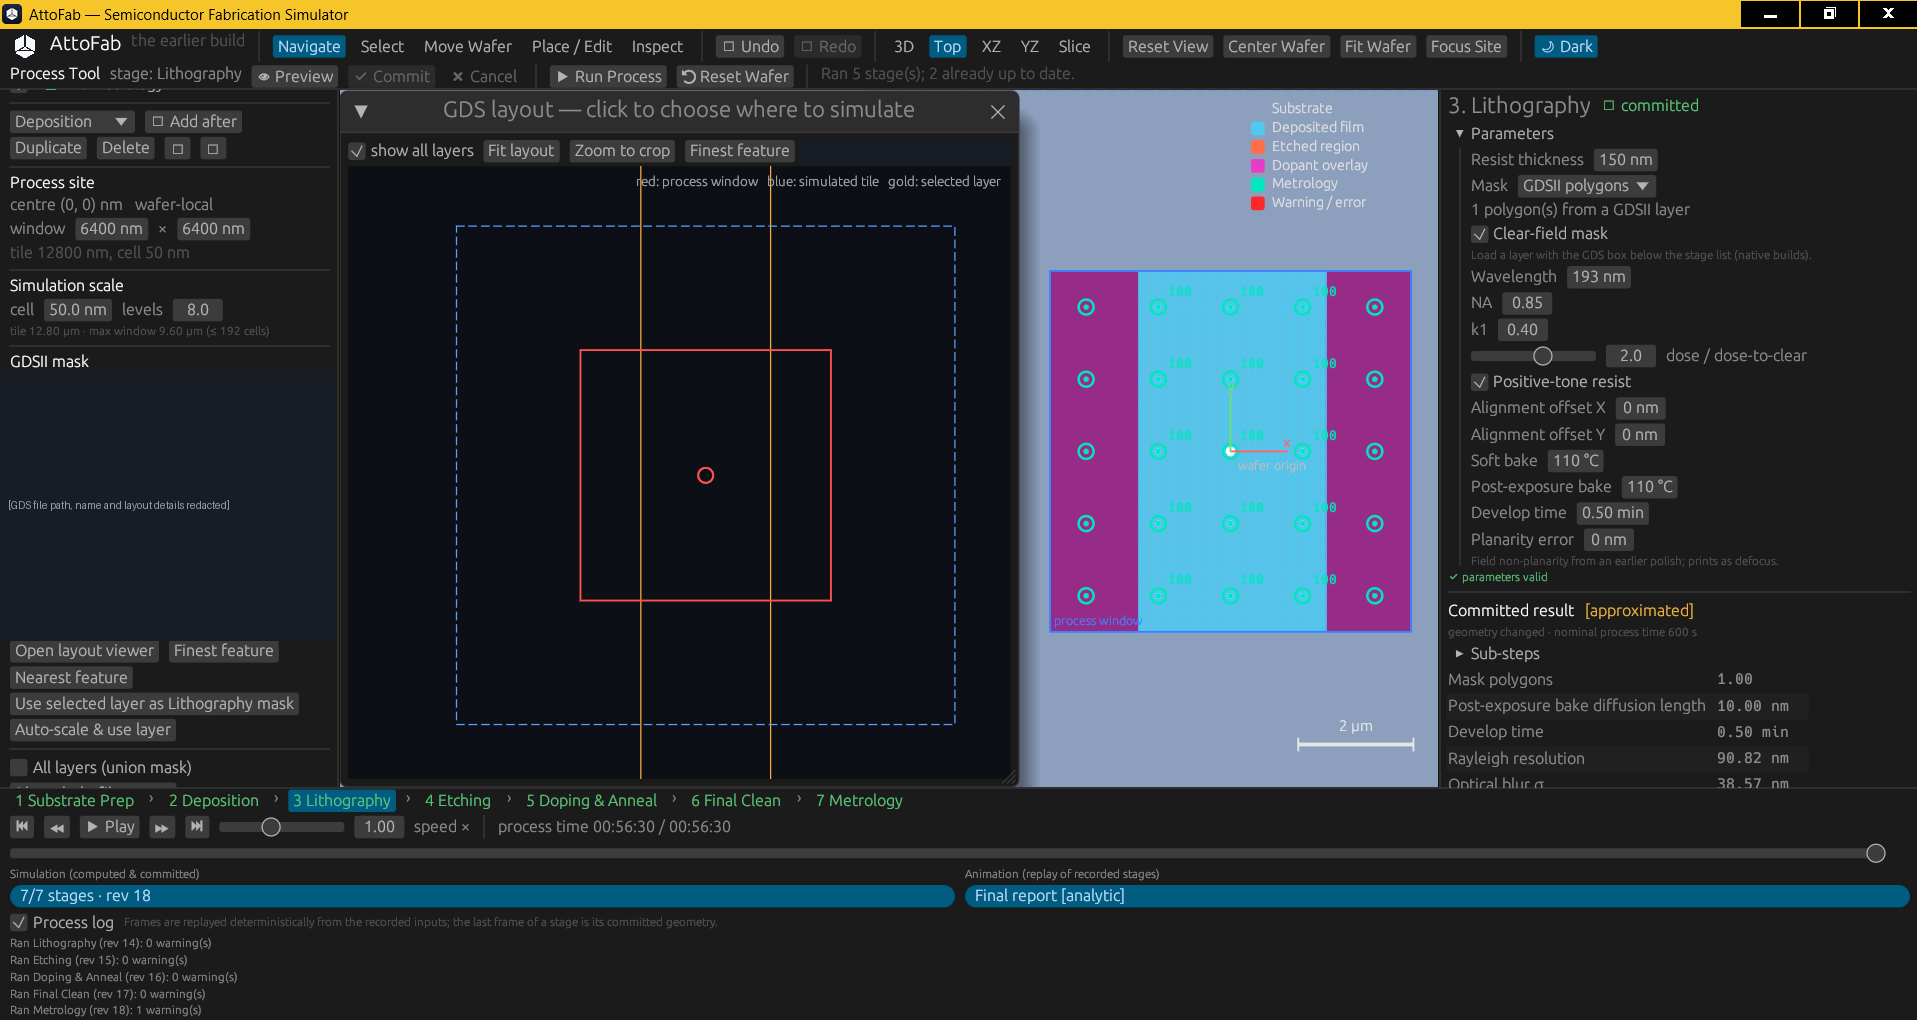 AttoFab — Semiconductor Fabrication Simulator
AttoFab the earlier build
Navigate Select Move Wafer Place / Edit Inspect Undo Redo 3D Top XZ YZ Slice Reset View Center Wafer Fit Wafer Focus Site Dark
Process Tool stage: Lithography Preview Commit Cancel Run Process Reset Wafer Ran 5 stage(s); 2 already up to date.
Deposition Add after
Duplicate Delete
Process site
centre (0, 0) nm wafer-local
window 6400 nm × 6400 nm
tile 12800 nm, cell 50 nm
Simulation scale
cell 50.0 nm levels 8.0
tile 12.80 µm · max window 9.60 µm (≤ 192 cells)
GDSII mask
[GDS file path, name and layout details redacted]
Open layout viewer Finest feature
Nearest feature
Use selected layer as Lithography mask
Auto-scale & use layer
All layers (union mask)
GDS layout — click to choose where to simulate
show all layers Fit layout Zoom to crop Finest feature
red: process window blue: simulated tile gold: selected layer
Substrate
Deposited film
Etched region
Dopant overlay
Metrology
Warning / error
100 100 100
100 100 100
100 100 100
x
wafer origin
100 100 100
100 100 100
process window
2 µm
3. Lithography committed
Parameters
Resist thickness 150 nm
Mask GDSII polygons
1 polygon(s) from a GDSII layer
Clear-field mask
Load a layer with the GDS box below the stage list (native builds).
Wavelength 193 nm
NA 0.85
k1 0.40
2.0 dose / dose-to-clear
Positive-tone resist
Alignment offset X 0 nm
Alignment offset Y 0 nm
Soft bake 110 °C
Post-exposure bake 110 °C
Develop time 0.50 min
Planarity error 0 nm
Field non-planarity from an earlier polish; prints as defocus.
✓ parameters valid
Committed result [approximated]
geometry changed · nominal process time 600 s
Sub-steps
Mask polygons 1.00
Post-exposure bake diffusion length 10.00 nm
Develop time 0.50 min
Rayleigh resolution 90.82 nm
Optical blur σ 38.57 nm
1 Substrate Prep › 2 Deposition › 3 Lithography › 4 Etching › 5 Doping & Anneal › 6 Final Clean › 7 Metrology
Play 1.00 speed × process time 00:56:30 / 00:56:30
Simulation (computed & committed)
7/7 stages · rev 18
Animation (replay of recorded stages)
Final report [analytic]
Process log Frames are replayed deterministically from the recorded inputs; the last frame of a stage is its committed geometry.
Ran Lithography (rev 14): 0 warning(s)
Ran Etching (rev 15): 0 warning(s)
Ran Doping & Anneal (rev 16): 0 warning(s)
Ran Final Clean (rev 17): 0 warning(s)
Ran Metrology (rev 18): 1 warning(s)